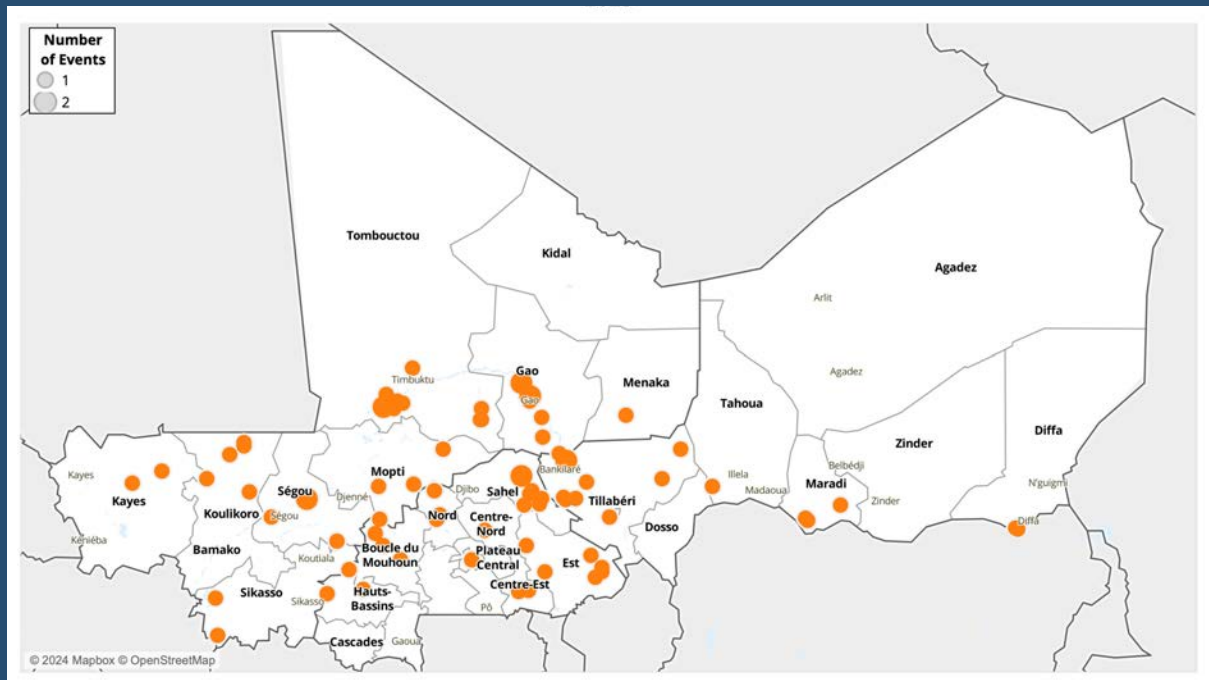 Number
of Events
1
2
Tombouctou
Kidal
Agadez
Arlit
Timbuktu
Gao
Gao
Menaka
Agadez
Tahoua
Diffa
Zinder
Kayes
Kayes
Mopti
Bankilaré
Illela
Belbédji
Madaoua
Maradi
Zinder
N'guigmi
Ségou
Djenné
Djibo
Sahel
Tillabéri
Koulikoro
Ségou
Nord
Centre-
Nord
Dosso
Diffa
Keniéba
Bamako
Koutiala
Boucle du
Mouhoun
Plateau
Central
Est
Sikasso
Sikasso
Hauts-
Bassins
Centre-Est
Pô
Cascades
Gaoua
© 2024 Mapbox © OpenStreetMap